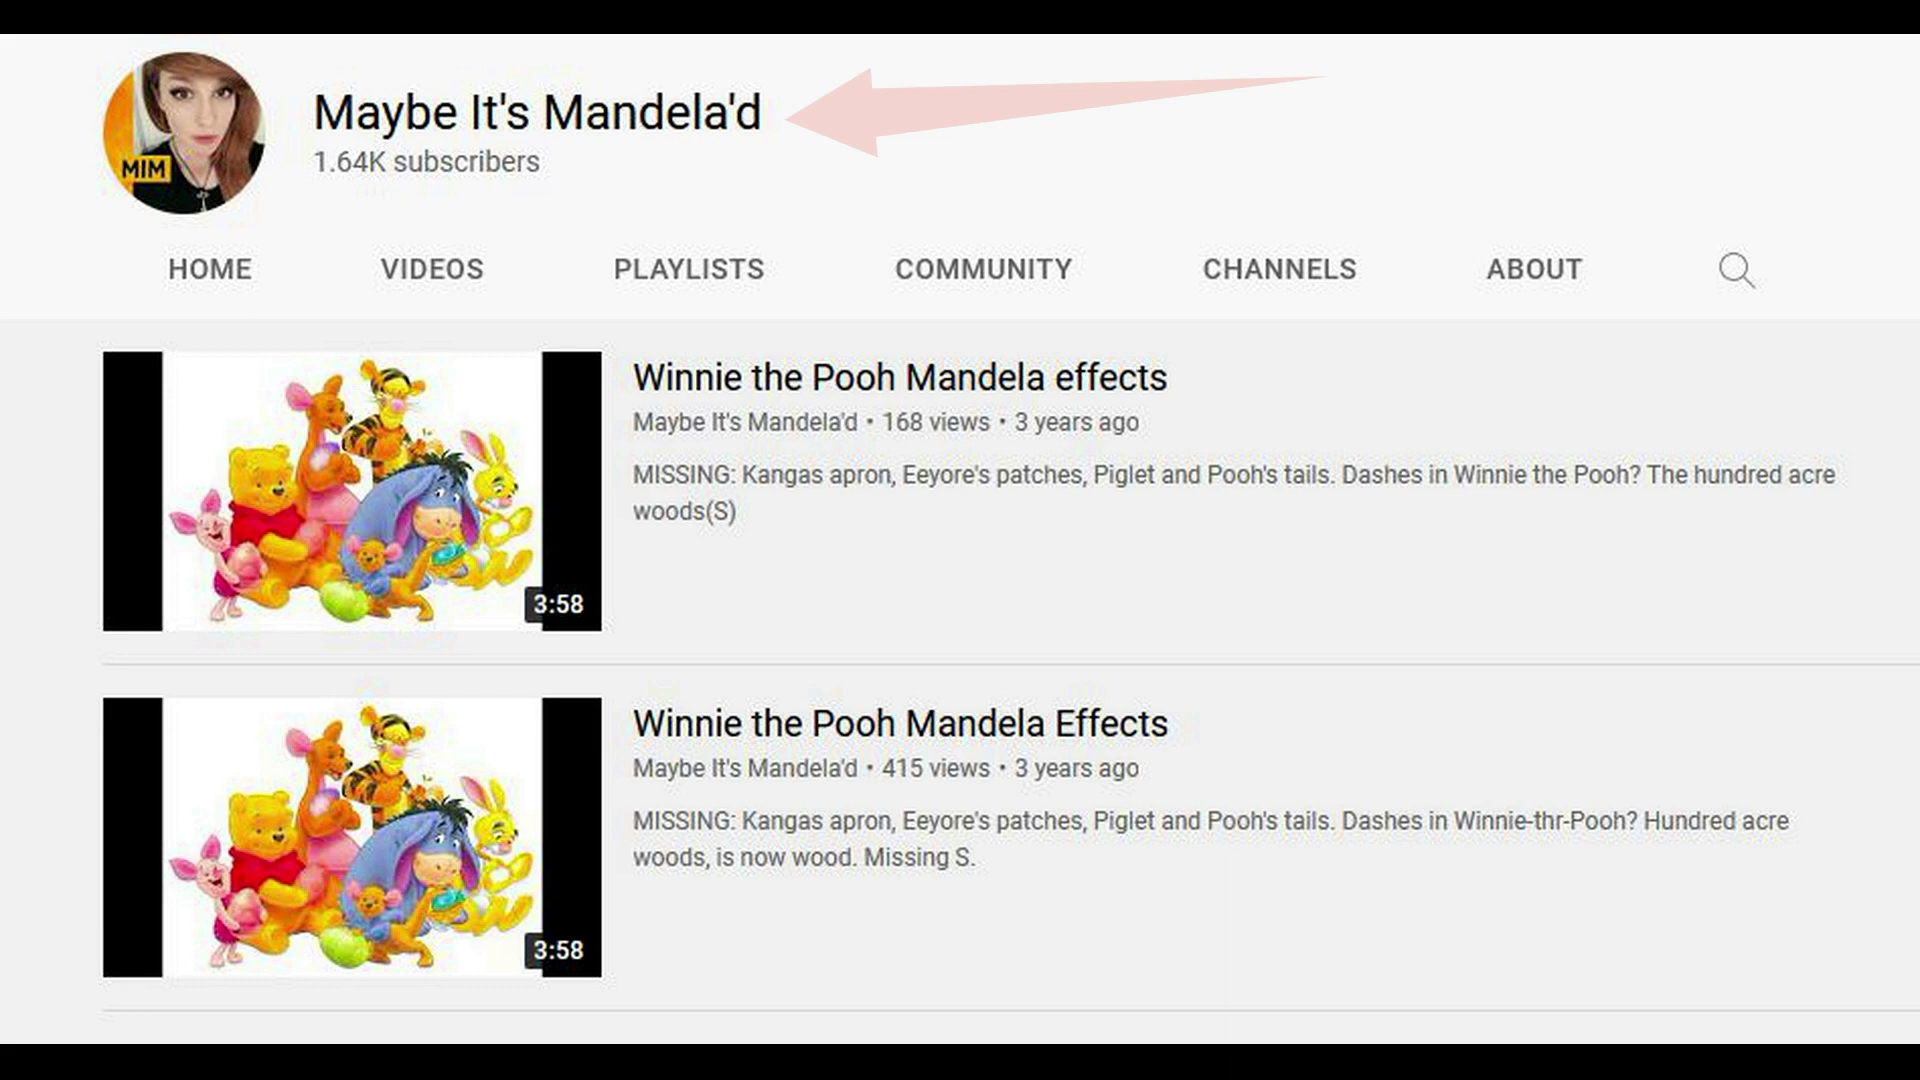 MIM
Maybe It's Mandela'd
1.64K subscribers
HOME VIDEOS PLAYLISTS COMMUNITY CHANNELS ABOUT
Winnie the Pooh Mandela effects
Maybe It's Mandela'd • 168 views • 3 years ago
MISSING: Kangas apron, Eeyore's patches, Piglet and Pooh's tails. Dashes in Winnie the Pooh? The hundred acre
woods(S)
3:58
Winnie the Pooh Mandela Effects
Maybe It's Mandela'd • 415 views • 3 years ago
MISSING: Kangas apron, Eeyore's patches, Piglet and Pooh's tails. Dashes in Winnie-thr-Pooh? Hundred acre
woods, is now wood. Missing S.
3:58